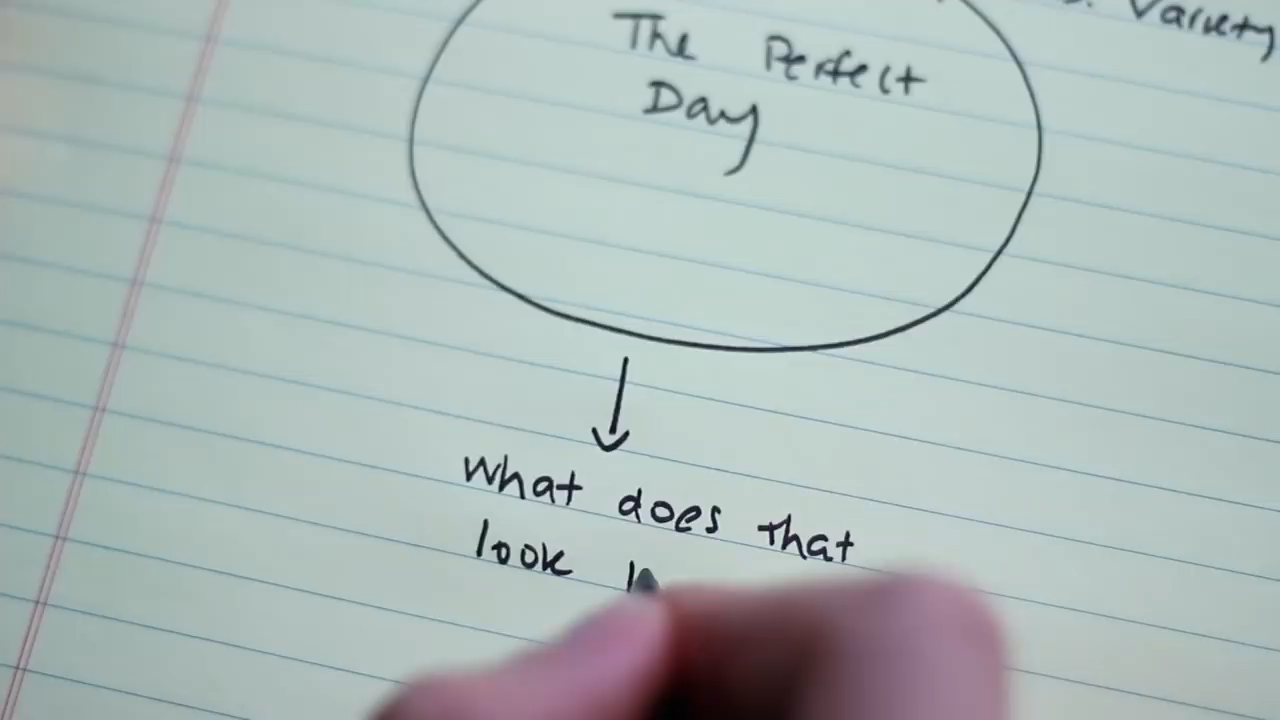 Variety
The Perfect
Day
What does that
look l